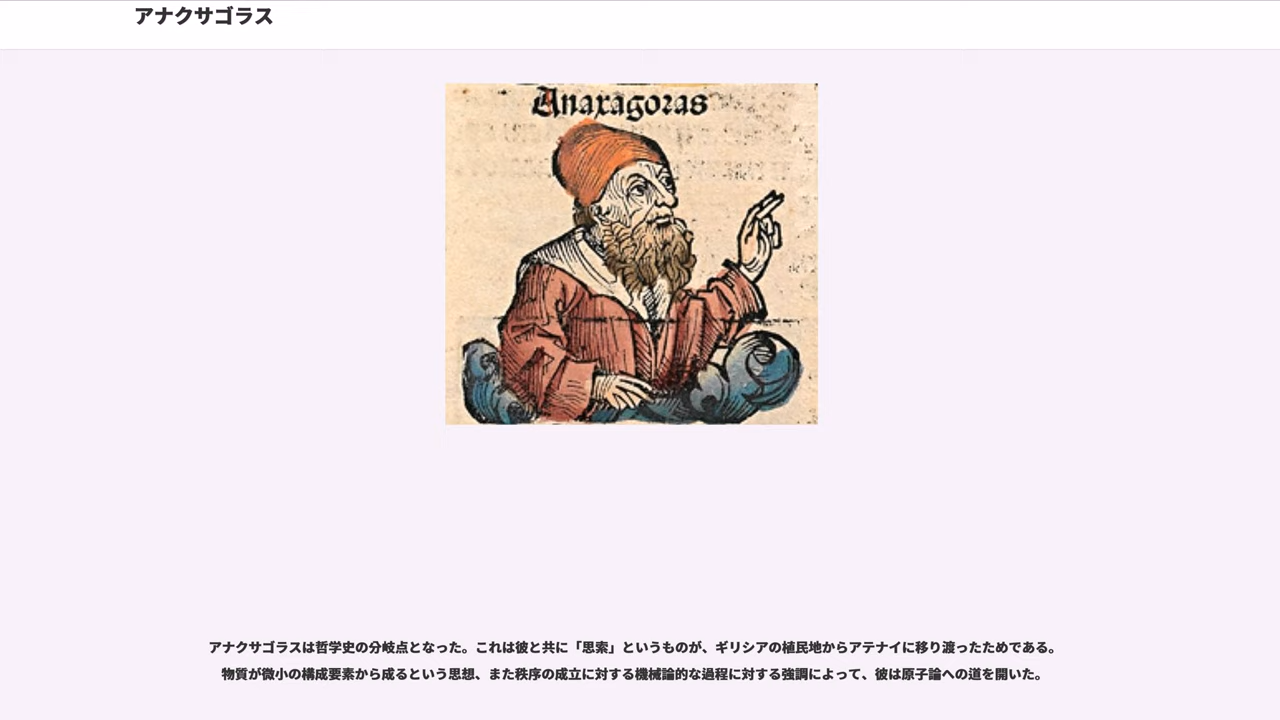 アナクサゴラス
Anaxagoras
アナクサゴラスは哲学史の分岐点となった。これは彼と共に「思索」というものが、ギリシアの植民地からアテナイに移り渡ったためである。
物質が微小の構成要素から成るという思想、また秩序の成立に対する機械論的な過程に対する強調によって、彼は原子論への道を開いた。